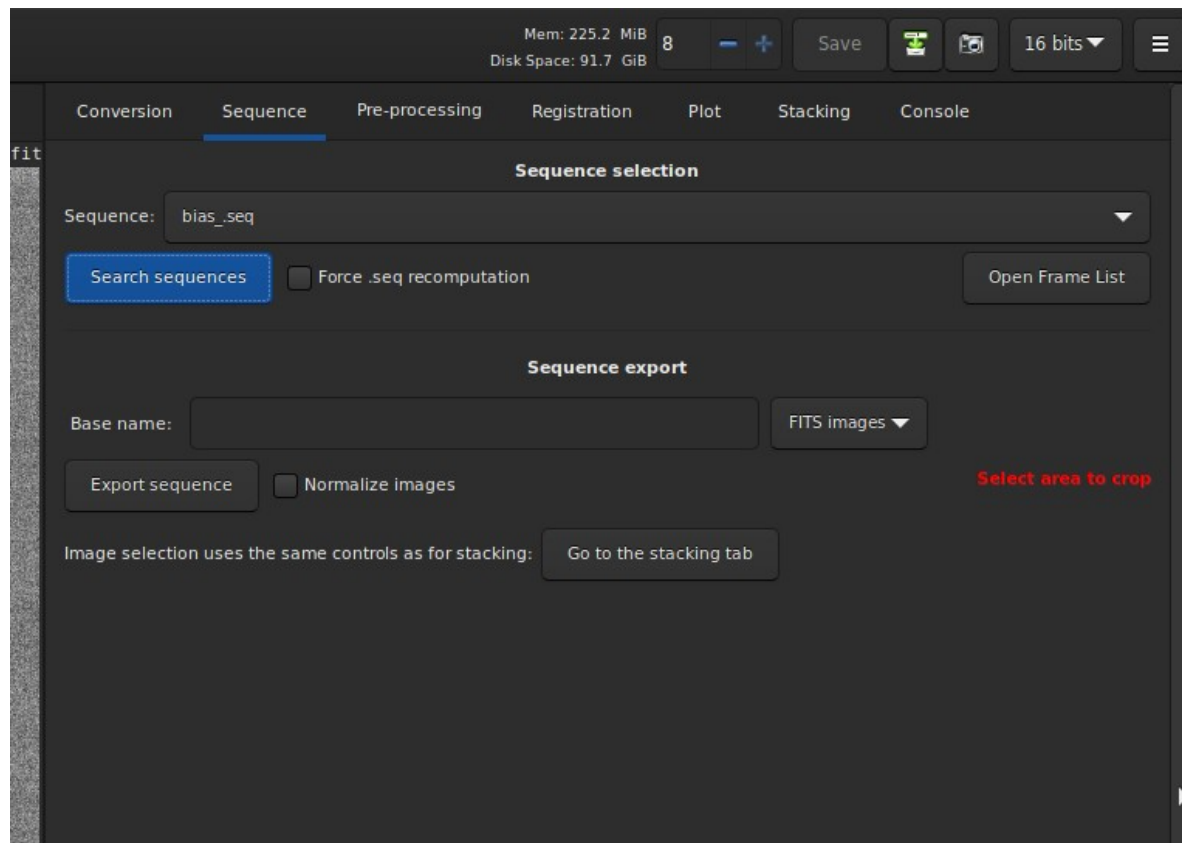 Mem: 225.2 MiB
Disk Space: 91.7 GiB
8 Save 16 bits
Conversion Sequence Pre-processing Registration Plot Stacking Console
fit
Sequence selection
Sequence: bias_.seq
Search sequences Force .seq recomputation Open Frame List
Sequence export
Base name: FITS images
Export sequence Normalize images Select area to crop
Image selection uses the same controls as for stacking: Go to the stacking tab